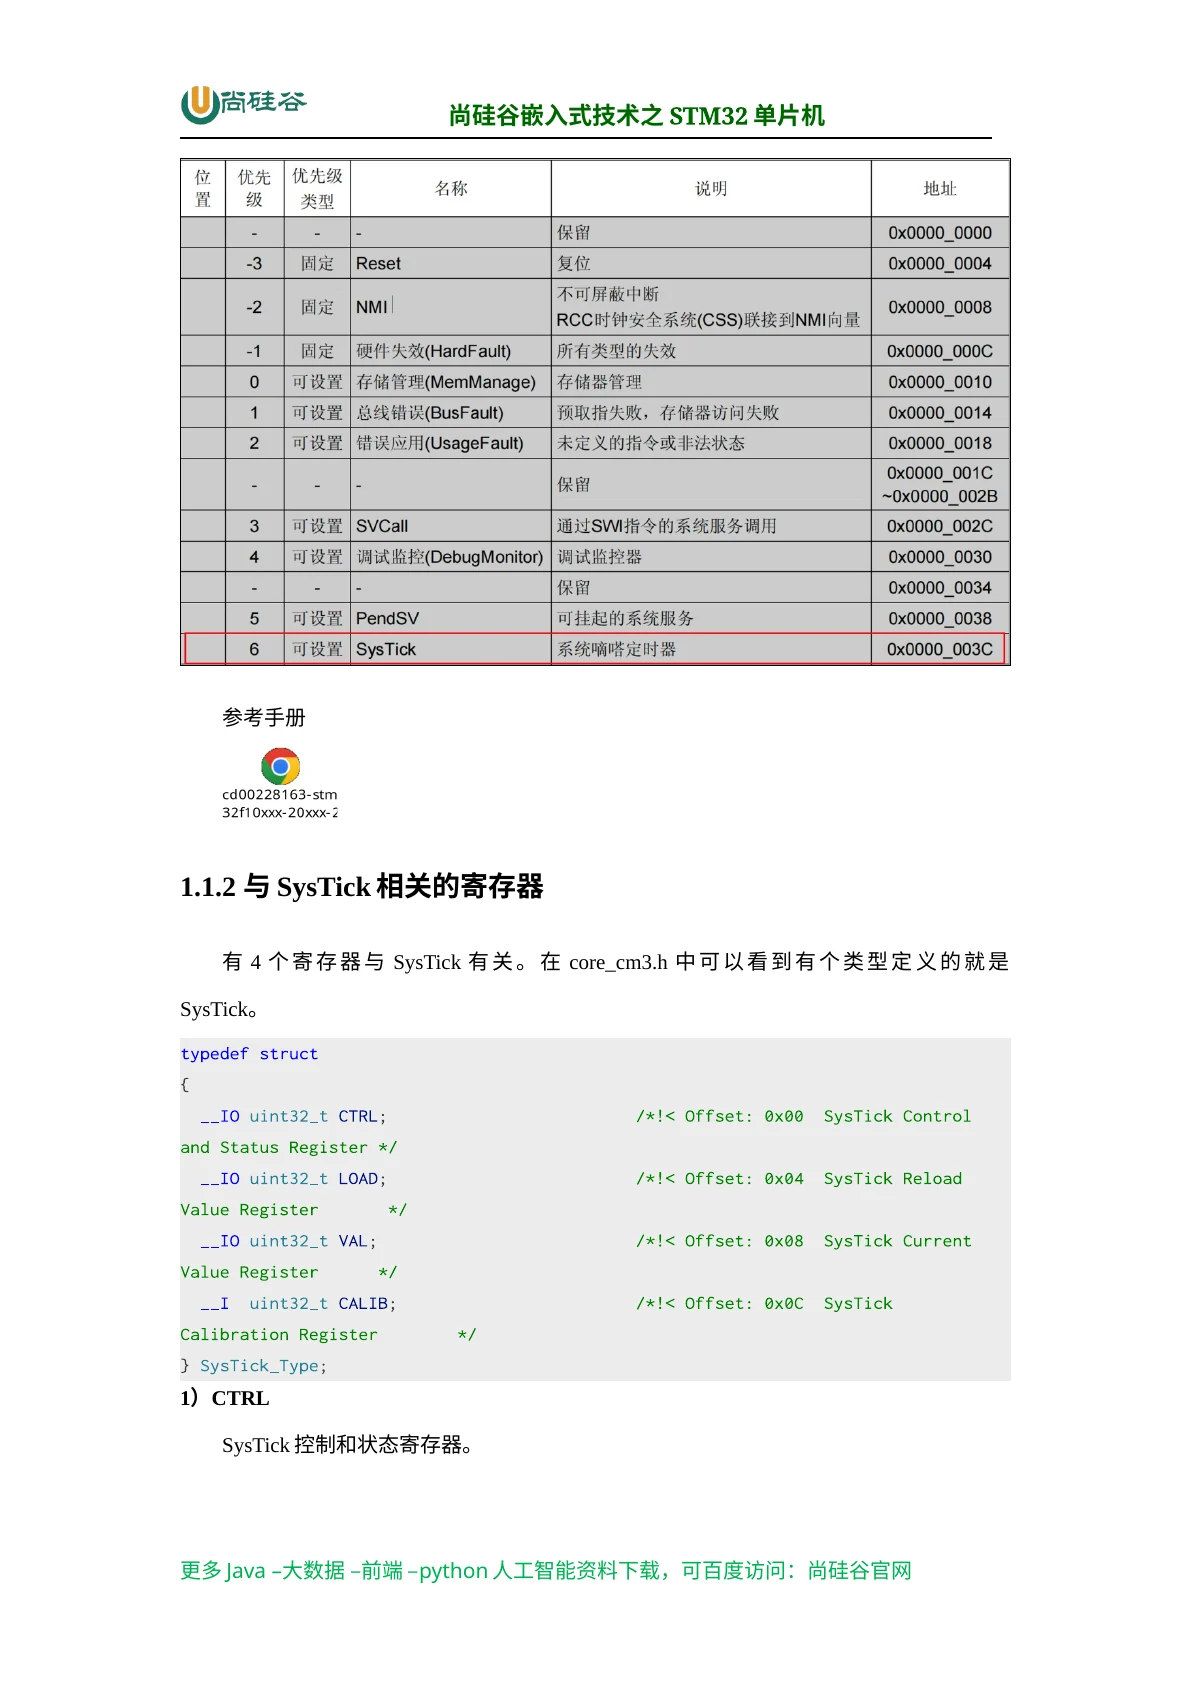 尚硅谷
尚硅谷嵌入式技术之 STM32 单片机
位置 优先级 优先级类型 名称 说明 地址
- - - 保留 0x0000_0000
-3 固定 Reset 复位 0x0000_0004
-2 固定 NMI 不可屏蔽中断 RCC时钟安全系统(CSS)联接到NMI向量 0x0000_0008
-1 固定 硬件失效(HardFault) 所有类型的失效 0x0000_000C
0 可设置 存储管理(MemManage) 存储器管理 0x0000_0010
1 可设置 总线错误(BusFault) 预取指失败，存储器访问失败 0x0000_0014
2 可设置 错误应用(UsageFault) 未定义的指令或非法状态 0x0000_0018
- - - 保留 0x0000_001C ~0x0000_002B
3 可设置 SVCall 通过SWI指令的系统服务调用 0x0000_002C
4 可设置 调试监控(DebugMonitor) 调试监控器 0x0000_0030
- - - 保留 0x0000_0034
5 可设置 PendSV 可挂起的系统服务 0x0000_0038
6 可设置 SysTick 系统嘀嗒定时器 0x0000_003C
参考手册
cd00228163-stm
32f10xxx-20xxx-2
1.1.2 与 SysTick 相关的寄存器
有 4 个寄存器与 SysTick 有关。在 core_cm3.h 中可以看到有个类型定义的就是
SysTick。
typedef struct
{
  __IO uint32_t CTRL;                         /*!< Offset: 0x00  SysTick Control
and Status Register */
  __IO uint32_t LOAD;                         /*!< Offset: 0x04  SysTick Reload
Value Register       */
  __IO uint32_t VAL;                          /*!< Offset: 0x08  SysTick Current
Value Register      */
  __I  uint32_t CALIB;                        /*!< Offset: 0x0C  SysTick
Calibration Register        */
} SysTick_Type;
1）CTRL
SysTick 控制和状态寄存器。
更多 Java –大数据 –前端 –python 人工智能资料下载，可百度访问：尚硅谷官网